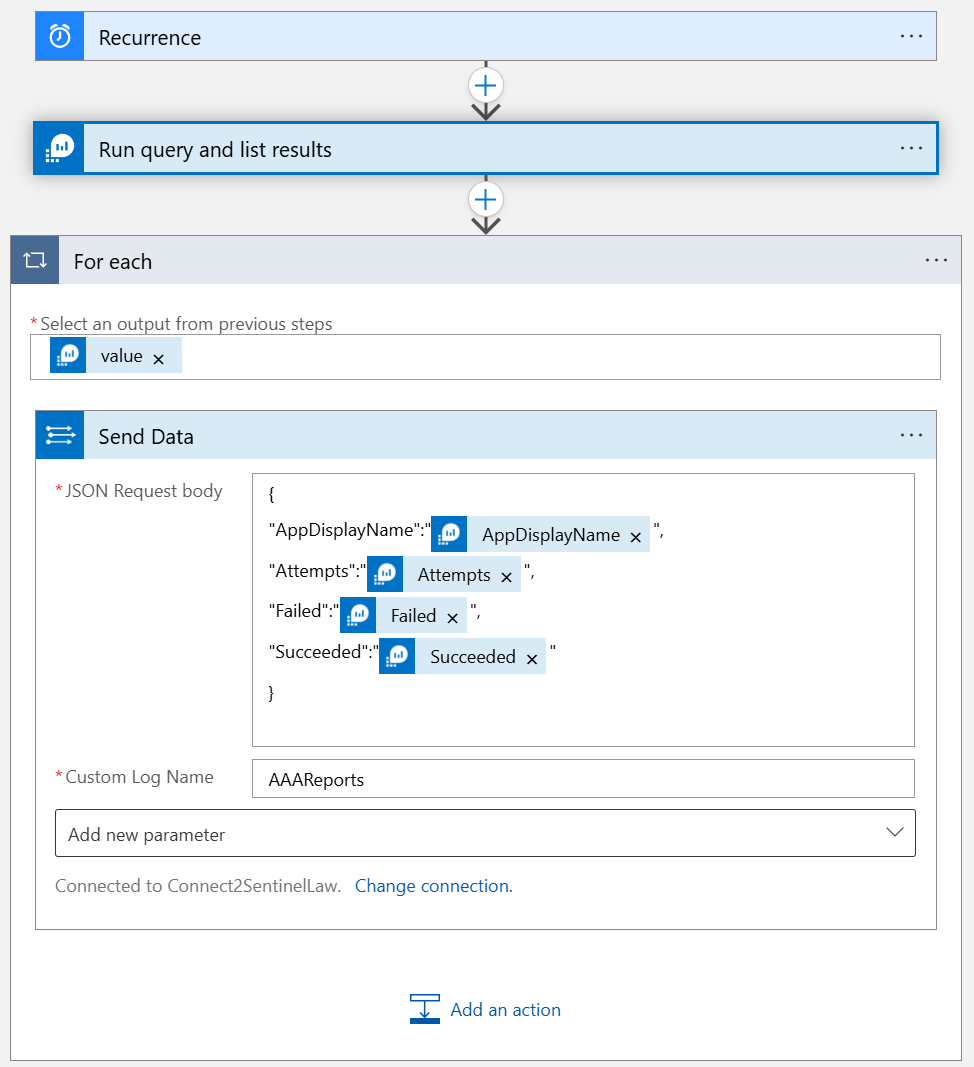 Recurrence
Run query and list results
For each
*Select an output from previous steps
value ×
Send Data
*JSON Request body
{
"AppDisplayName":" AppDisplayName × ",
"Attempts":" Attempts × ",
"Failed":" Failed × ",
"Succeeded":" Succeeded × "
}
*Custom Log Name AAAReports
Add new parameter
Connected to Connect2SentinelLaw. Change connection.
Add an action